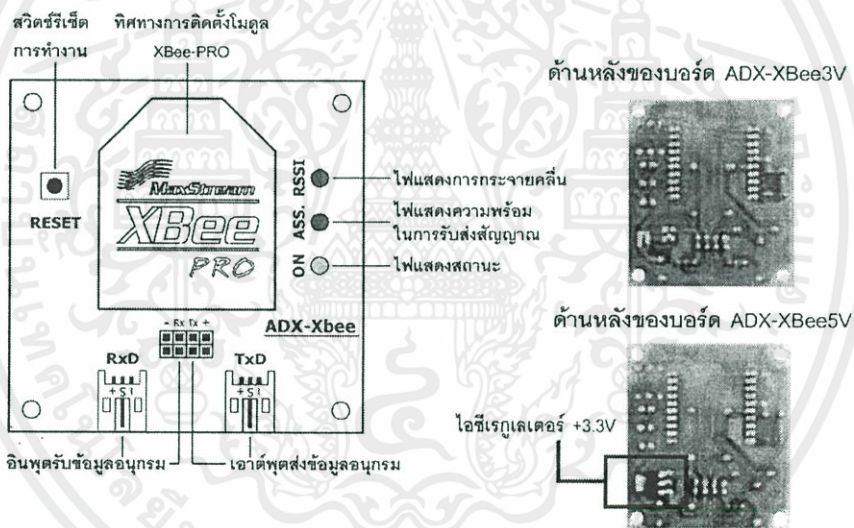 สวิตช์รีเซ็ต
การทำงาน
ทิศทางการติดตั้งโมดูล
XBee-PRO
MaxStream
XBee
PRO
RESET
RSSI
ASS.
ON
ไฟแสดงการกระจายคลื่น
ไฟแสดงความพร้อม
ในการรับส่งสัญญาณ
ไฟแสดงสถานะ
- Rx Tx +
ADX-Xbee
RxD
TxD
+ S
+ S
อินพุตรับข้อมูลอนุกรม
เอาต์พุตส่งข้อมูลอนุกรม
ด้านหลังของบอร์ด ADX-XBee3V
ด้านหลังของบอร์ด ADX-XBee5V
ไอซีเรกูเลเตอร์ +3.3V